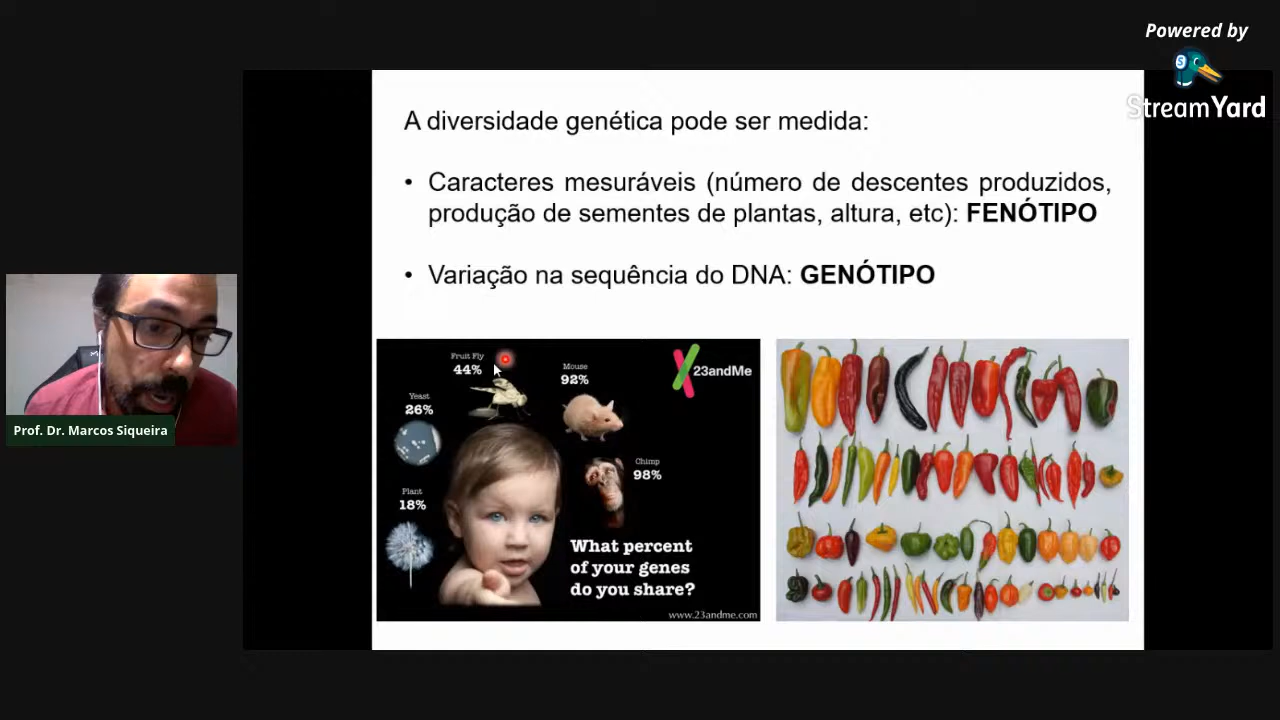 Powered by
StreamYard
A diversidade genética pode ser medida:
• Caracteres mesuráveis (número de descentes produzidos,
produção de sementes de plantas, altura, etc): FENÓTIPO
• Variação na sequência do DNA: GENÓTIPO
Fruit Fly
44%
Mouse
92%
23andMe
Yeast
26%
Chimp
98%
Plant
18%
What percent
of your genes
do you share?
www.23andme.com
Prof. Dr. Marcos Siqueira